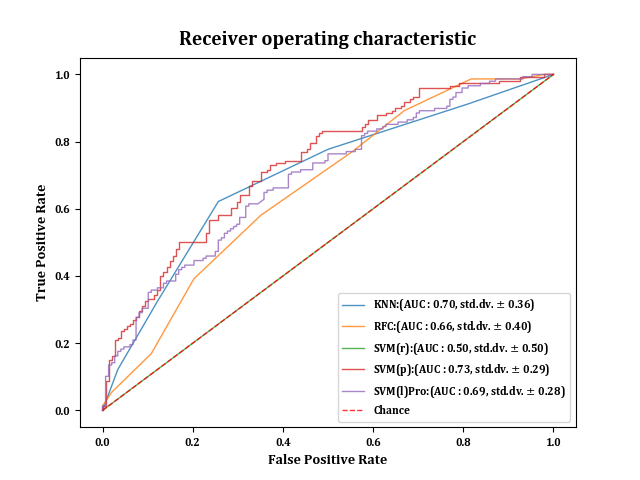 Receiver operating characteristic
True Positive Rate
1.0
0.8
0.6
0.4
0.2
0.0
KNN:(AUC : 0.70, std.dv. ± 0.36)
RFC:(AUC : 0.66, std.dv. ± 0.40)
SVM(r):(AUC : 0.50, std.dv. ± 0.50)
SVM(p):(AUC : 0.73, std.dv. ± 0.29)
SVM(l)Pro:(AUC : 0.69, std.dv. ± 0.28)
Chance
0.0 0.2 0.4 0.6 0.8 1.0
False Positive Rate